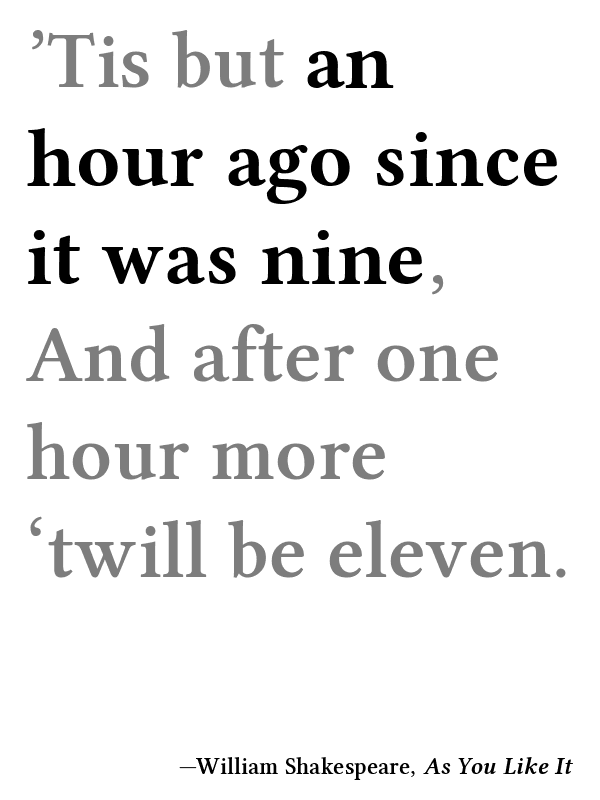 ’Tis but an
hour ago since
it was nine,
And after one
hour more
‘twill be eleven.
—William Shakespeare, As You Like It